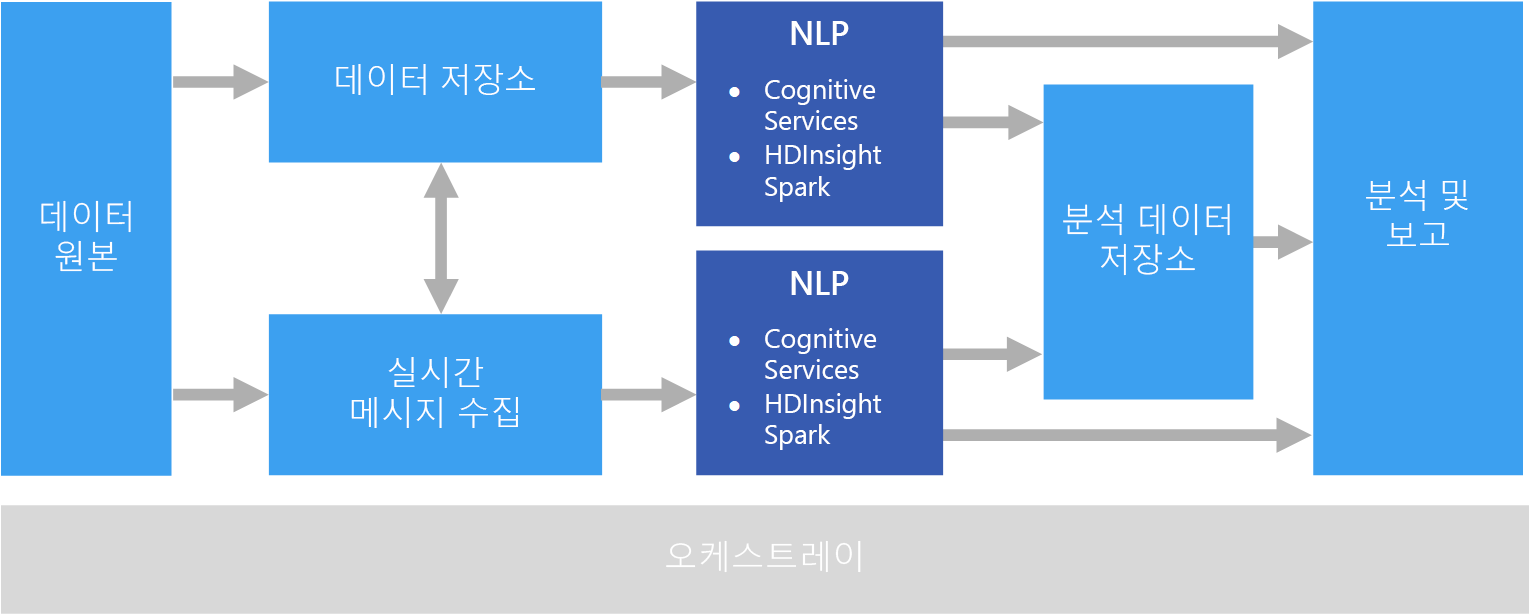 데이터
원본
데이터 저장소
실시간
메시지 수집
NLP
● Cognitive
Services
● HDInsight
Spark
NLP
● Cognitive
Services
● HDInsight
Spark
분석 데이터
저장소
분석 및
보고
오케스트레이